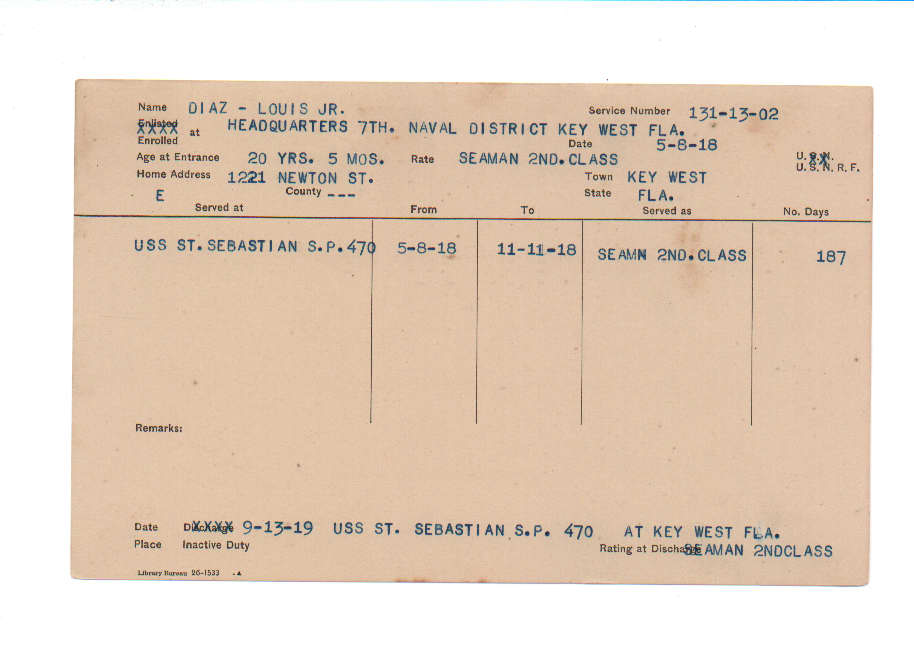 Name DIAZ - LOUIS JR. Service Number 131-13-02
Enlisted XXXX at HEADQUARTERS 7TH. NAVAL DISTRICT KEY WEST FLA.
Enrolled Date 5-8-18
Age at Entrance 20 YRS. 5 MOS. Rate SEAMAN 2ND.CLASS U.S.N.
Home Address 1221 NEWTON ST. Town KEY WEST U.S.N.R.F.
E County --- State FLA.
Served at From To Served as No. Days
USS ST.SEBASTIAN S.P.470 5-8-18 11-11-18 SEAMN 2ND.CLASS 187
Remarks:
Date Discharge XXXX 9-13-19 USS ST. SEBASTIAN S.P. 470 AT KEY WEST FLA.
Place Inactive Duty Rating at Discharge SEAMAN 2NDCLASS
Library Bureau 26-1533